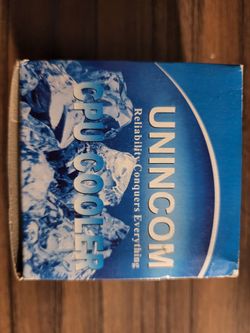 UNINCOM
Reliability Conquers Everything
CPU COOLER